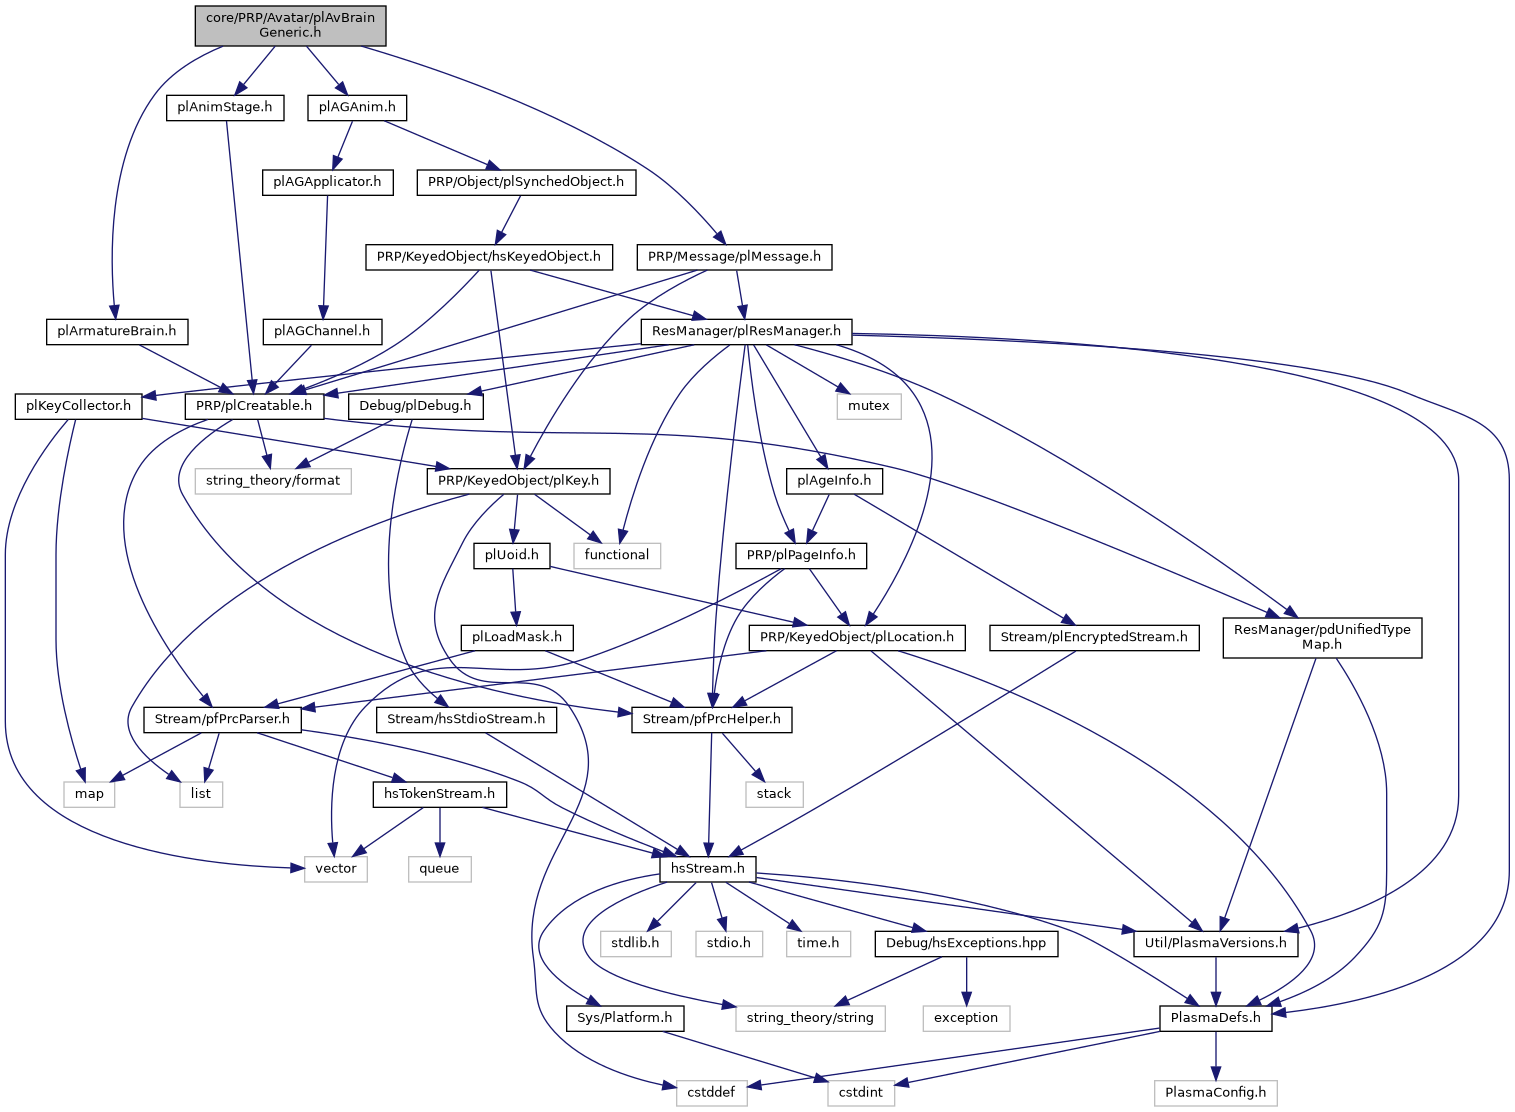 core/PRP/Avatar/plAvBrain
Generic.h
plAnimStage.h
plAGAnim.h
plAGApplicator.h
PRP/Object/plSynchedObject.h
PRP/KeyedObject/hsKeyedObject.h
PRP/Message/plMessage.h
plArmatureBrain.h
plAGChannel.h
ResManager/plResManager.h
plKeyCollector.h
PRP/plCreatable.h
Debug/plDebug.h
mutex
string_theory/format
PRP/KeyedObject/plKey.h
plAgeInfo.h
plUoid.h
functional
PRP/plPageInfo.h
plLoadMask.h
PRP/KeyedObject/plLocation.h
Stream/plEncryptedStream.h
ResManager/pdUnifiedType
Map.h
Stream/pfPrcParser.h
Stream/hsStdioStream.h
Stream/pfPrcHelper.h
map
list
hsTokenStream.h
stack
vector
queue
hsStream.h
stdlib.h
stdio.h
time.h
Debug/hsExceptions.hpp
Util/PlasmaVersions.h
Sys/Platform.h
string_theory/string
exception
PlasmaDefs.h
cstddef
cstdint
PlasmaConfig.h